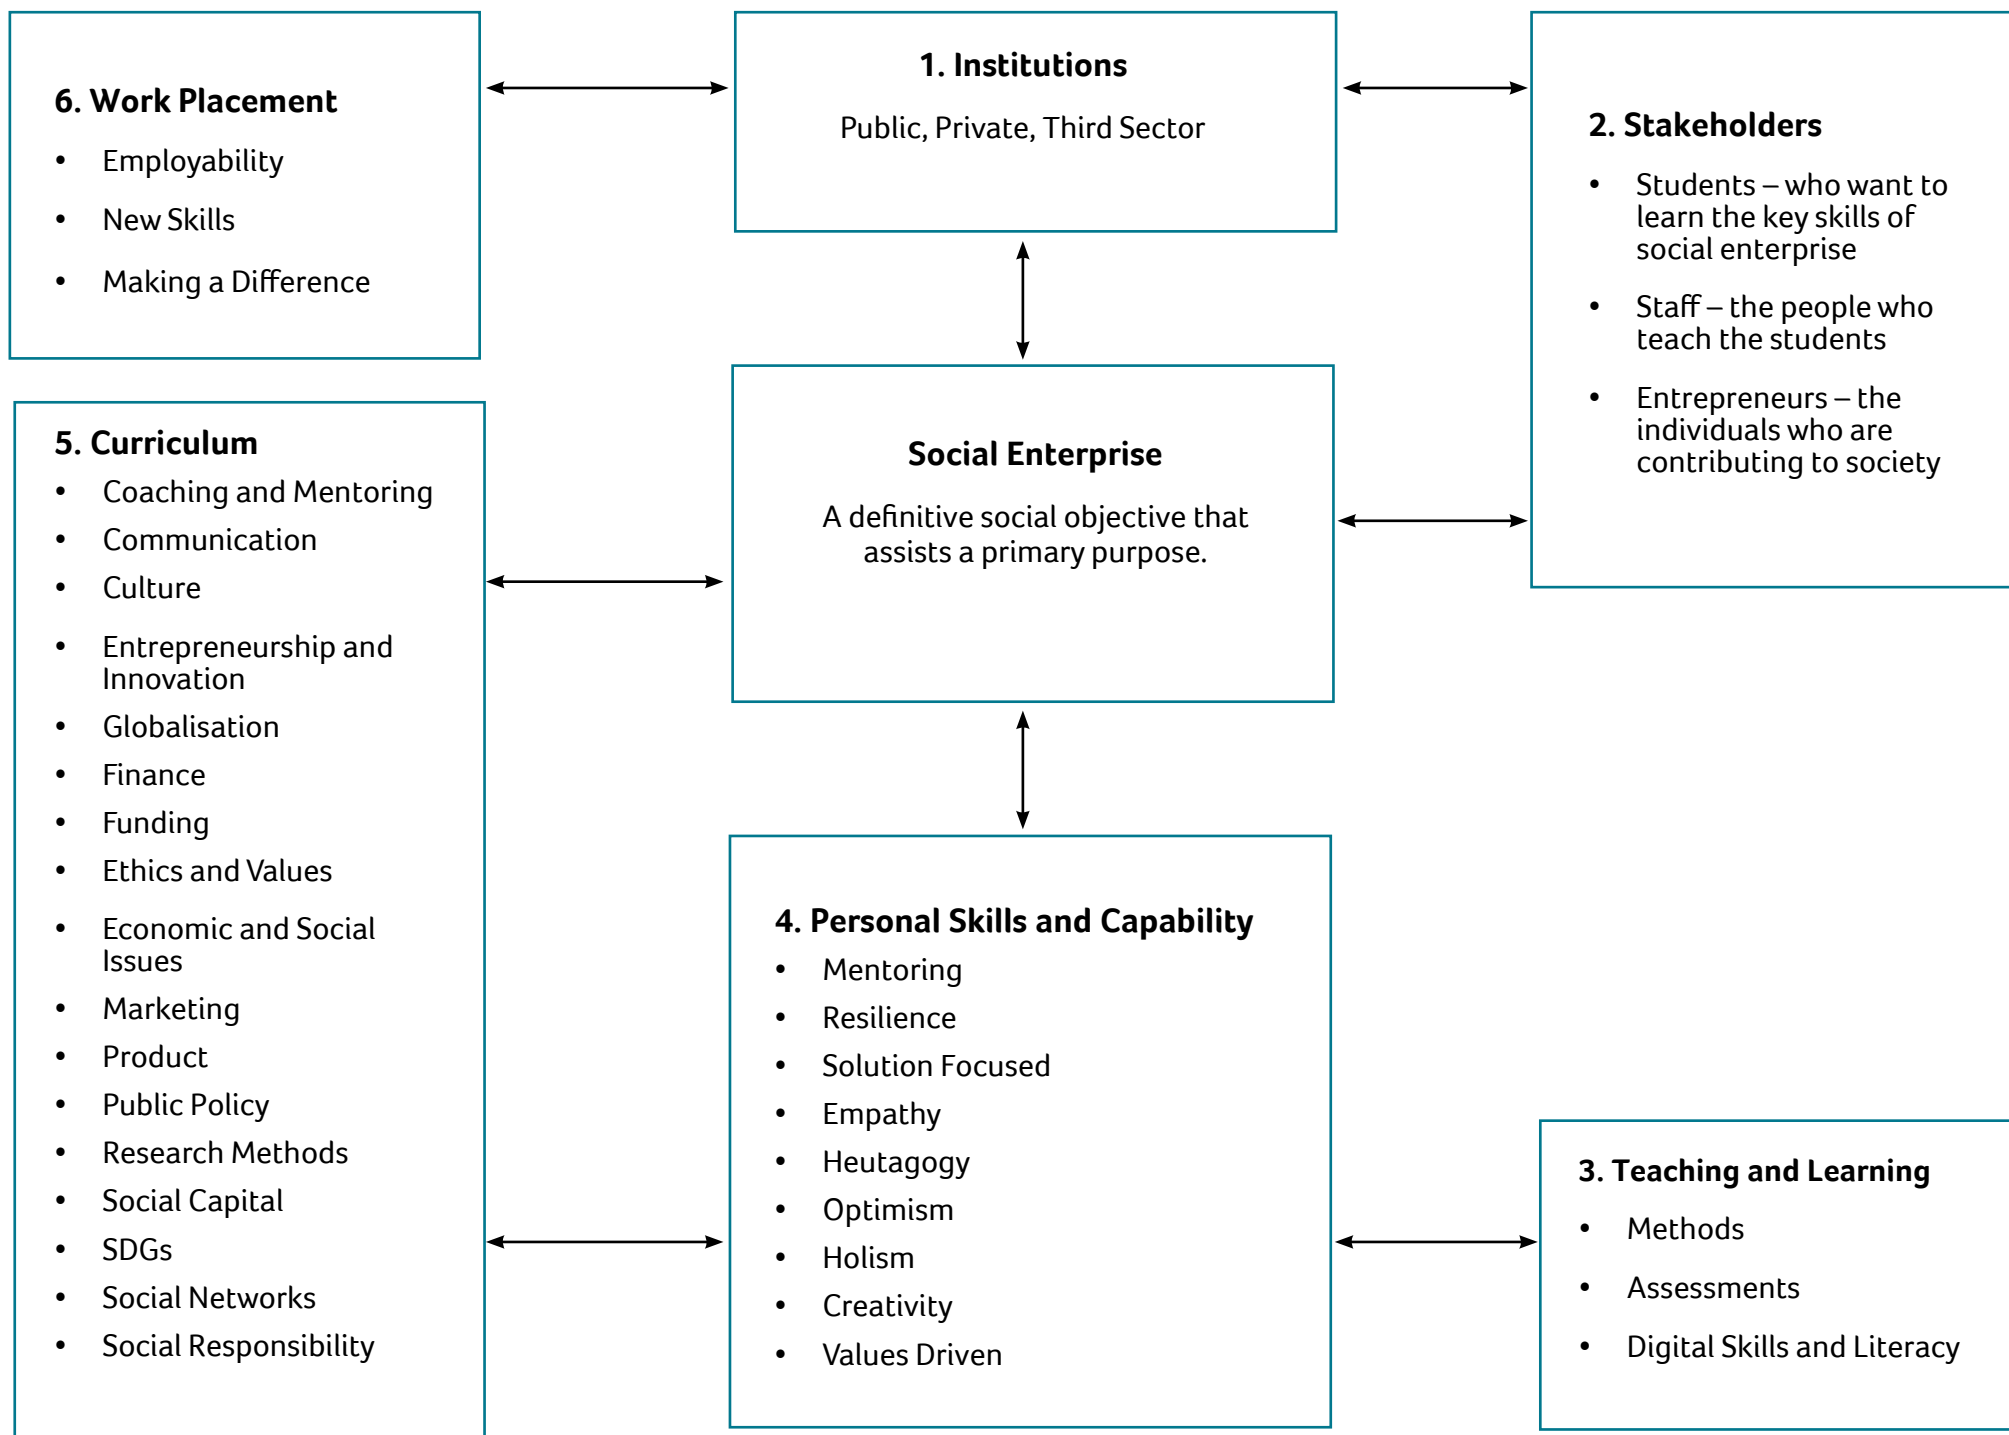 1. Institutions
Public, Private, Third Sector
2. Stakeholders
• Students – who want to
learn the key skills of
social enterprise
• Staff – the people who
teach the students
• Entrepreneurs – the
individuals who are
contributing to society
Social Enterprise
A definitive social objective that
assists a primary purpose.
3. Teaching and Learning
• Methods
• Assessments
• Digital Skills and Literacy
4. Personal Skills and Capability
• Mentoring
• Resilience
• Solution Focused
• Empathy
• Heutagogy
• Optimism
• Holism
• Creativity
• Values Driven
5. Curriculum
• Coaching and Mentoring
• Communication
• Culture
• Entrepreneurship and
Innovation
• Globalisation
• Finance
• Funding
• Ethics and Values
• Economic and Social
Issues
• Marketing
• Product
• Public Policy
• Research Methods
• Social Capital
• SDGs
• Social Networks
• Social Responsibility
6. Work Placement
• Employability
• New Skills
• Making a Difference